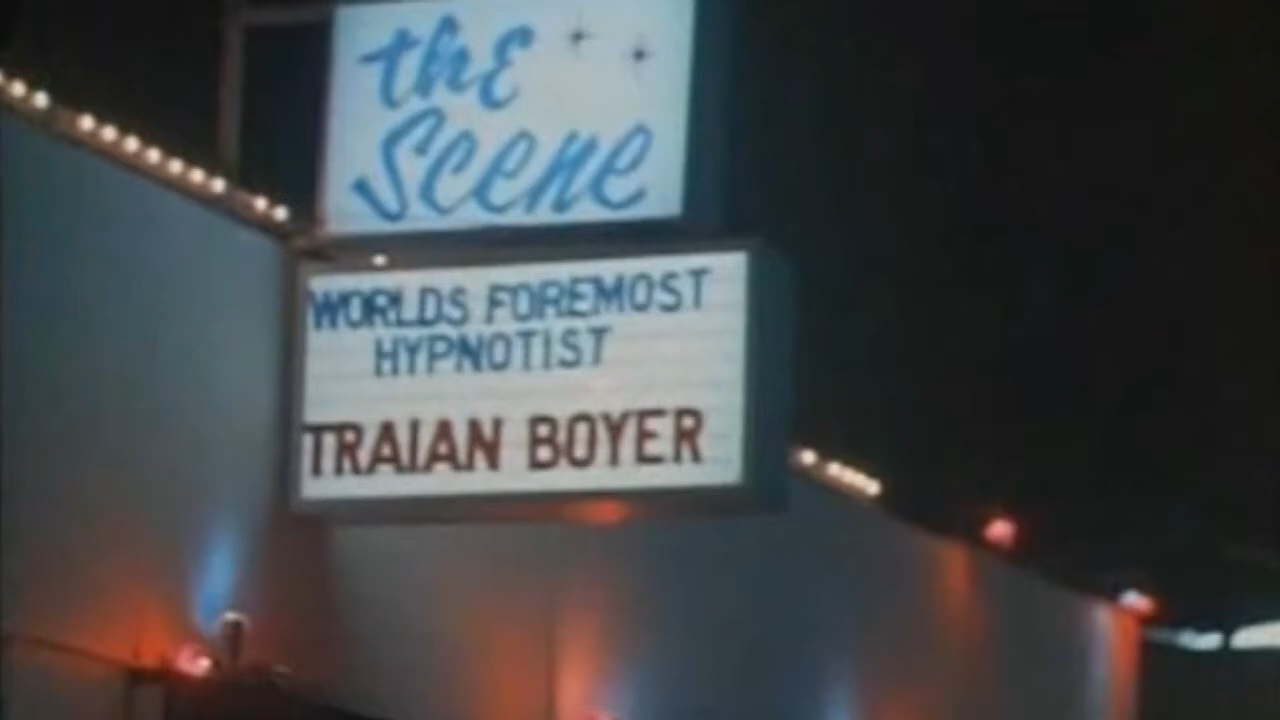 the
Scene
WORLDS FOREMOST
HYPNOTIST
TRAIAN BOYER